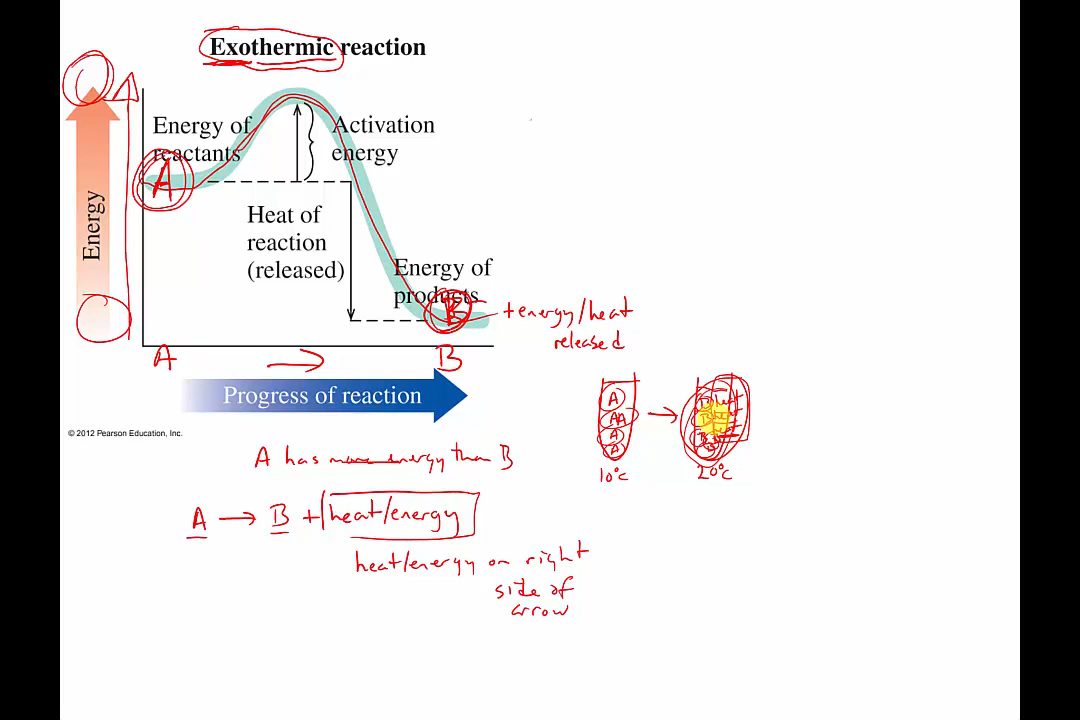 Exothermic reaction
Energy of
reactants
Activation
energy
A
Energy
Heat of
reaction
(released)
Energy of
products
B
+ energy/heat
released
A → B
Progress of reaction
© 2012 Pearson Education, Inc.
A
AA
A
A
→
10°C
20°C
A has more energy than B
A → B + heat/energy
heat/energy on right
side of
arrow